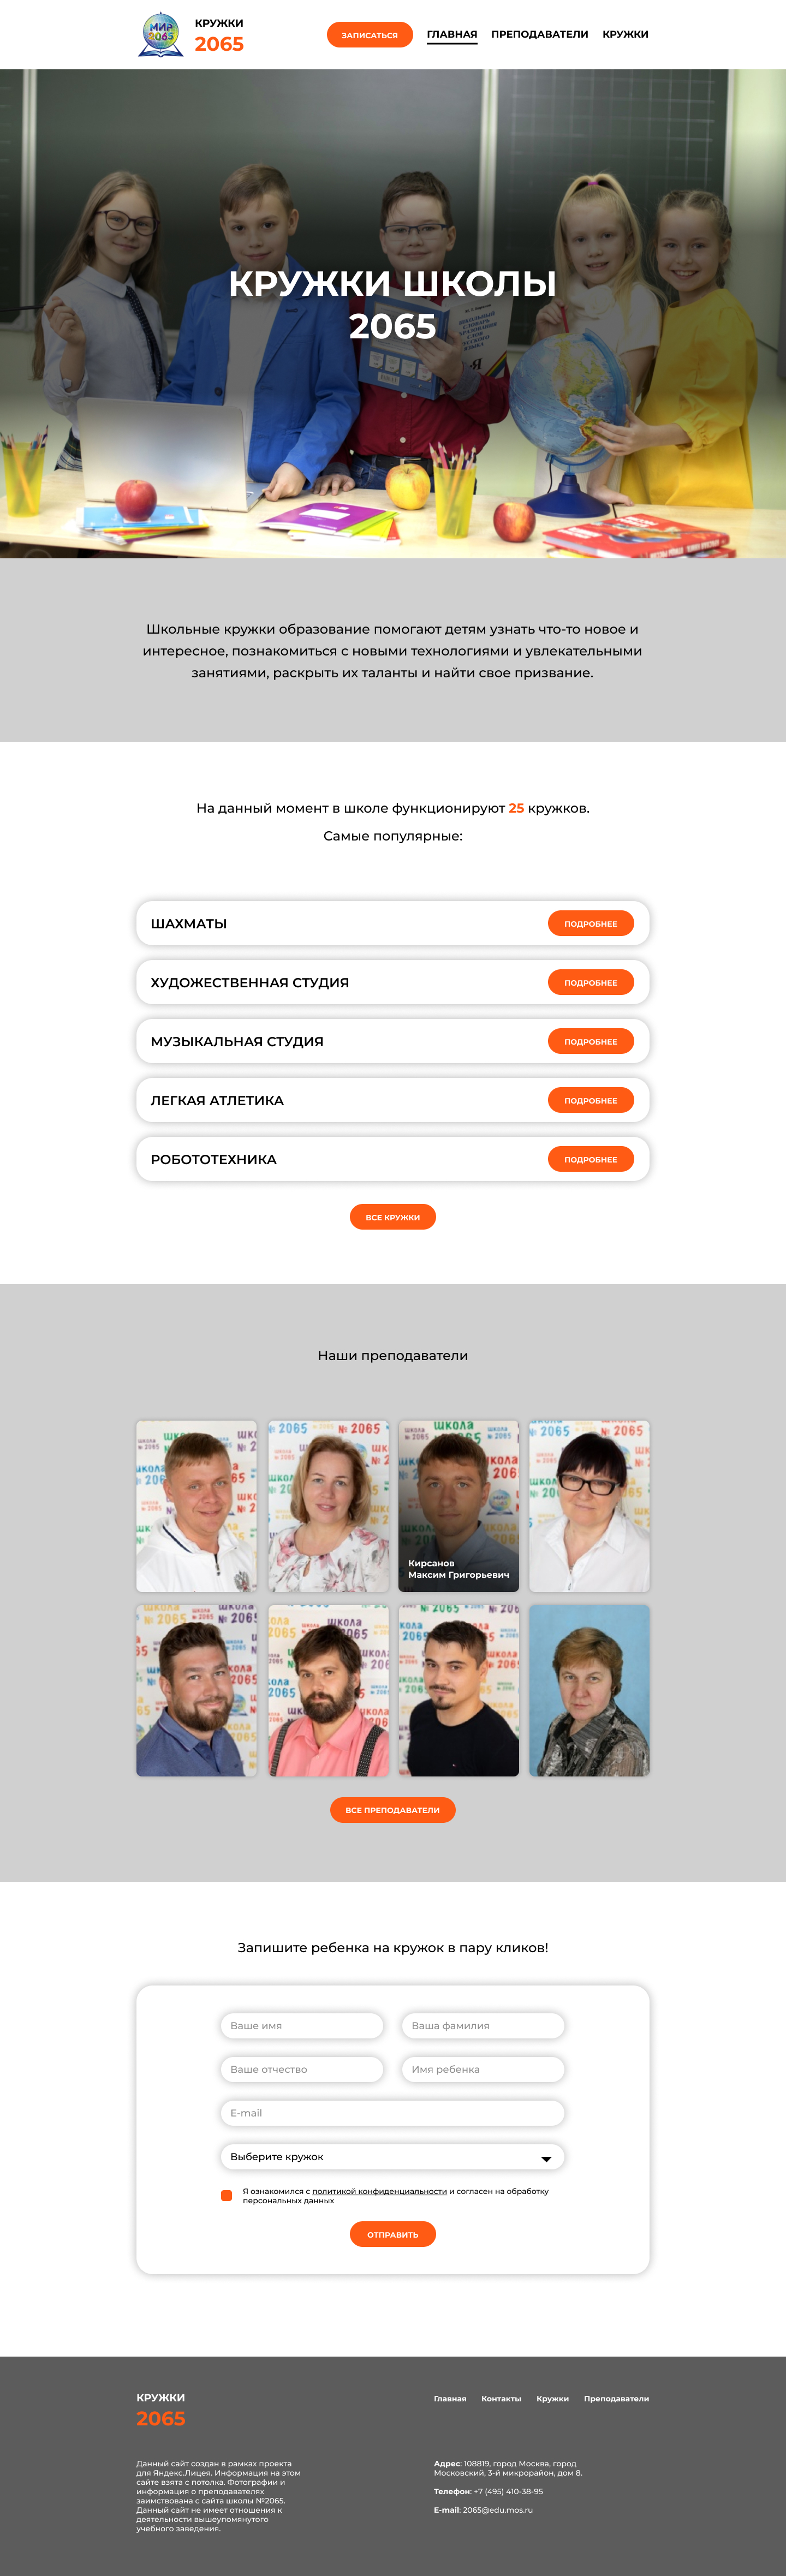 МИР
2065
КРУЖКИ
2065
ЗАПИСАТЬСЯ
ГЛАВНАЯ
ПРЕПОДАВАТЕЛИ
КРУЖКИ
КРУЖКИ ШКОЛЫ
2065
Школьные кружки образование помогают детям узнать что-то новое и
интересное, познакомиться с новыми технологиями и увлекательными
занятиями, раскрыть их таланты и найти свое призвание.
На данный момент в школе функционируют 25 кружков.
Самые популярные:
ШАХМАТЫ
ПОДРОБНЕЕ
ХУДОЖЕСТВЕННАЯ СТУДИЯ
ПОДРОБНЕЕ
МУЗЫКАЛЬНАЯ СТУДИЯ
ПОДРОБНЕЕ
ЛЕГКАЯ АТЛЕТИКА
ПОДРОБНЕЕ
РОБОТОТЕХНИКА
ПОДРОБНЕЕ
ВСЕ КРУЖКИ
Наши преподаватели
Кирсанов
Максим Григорьевич
ВСЕ ПРЕПОДАВАТЕЛИ
Запишите ребенка на кружок в пару кликов!
Ваше имя
Ваша фамилия
Ваше отчество
Имя ребенка
E-mail
Выберите кружок
Я ознакомился с политикой конфиденциальности и согласен на обработку
персональных данных
ОТПРАВИТЬ
КРУЖКИ
2065
Главная
Контакты
Кружки
Преподаватели
Данный сайт создан в рамках проекта
для Яндекс.Лицея. Информация на этом
сайте взята с потолка. Фотографии и
информация о преподавателях
заимствована с сайта школы №2065.
Данный сайт не имеет отношения к
деятельности вышеупомянутого
учебного заведения.
Адрес: 108819, город Москва, город
Московский, 3-й микрорайон, дом 8.
Телефон: +7 (495) 410-38-95
E-mail: 2065@edu.mos.ru